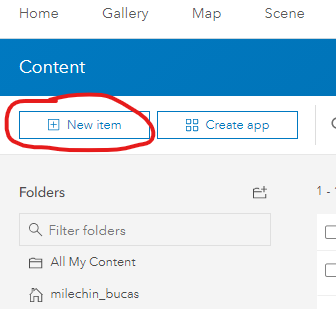 Home Gallery Map Scene
Content
New item Create app
Folders 1 -
Filter folders
All My Content
milechin_bucas